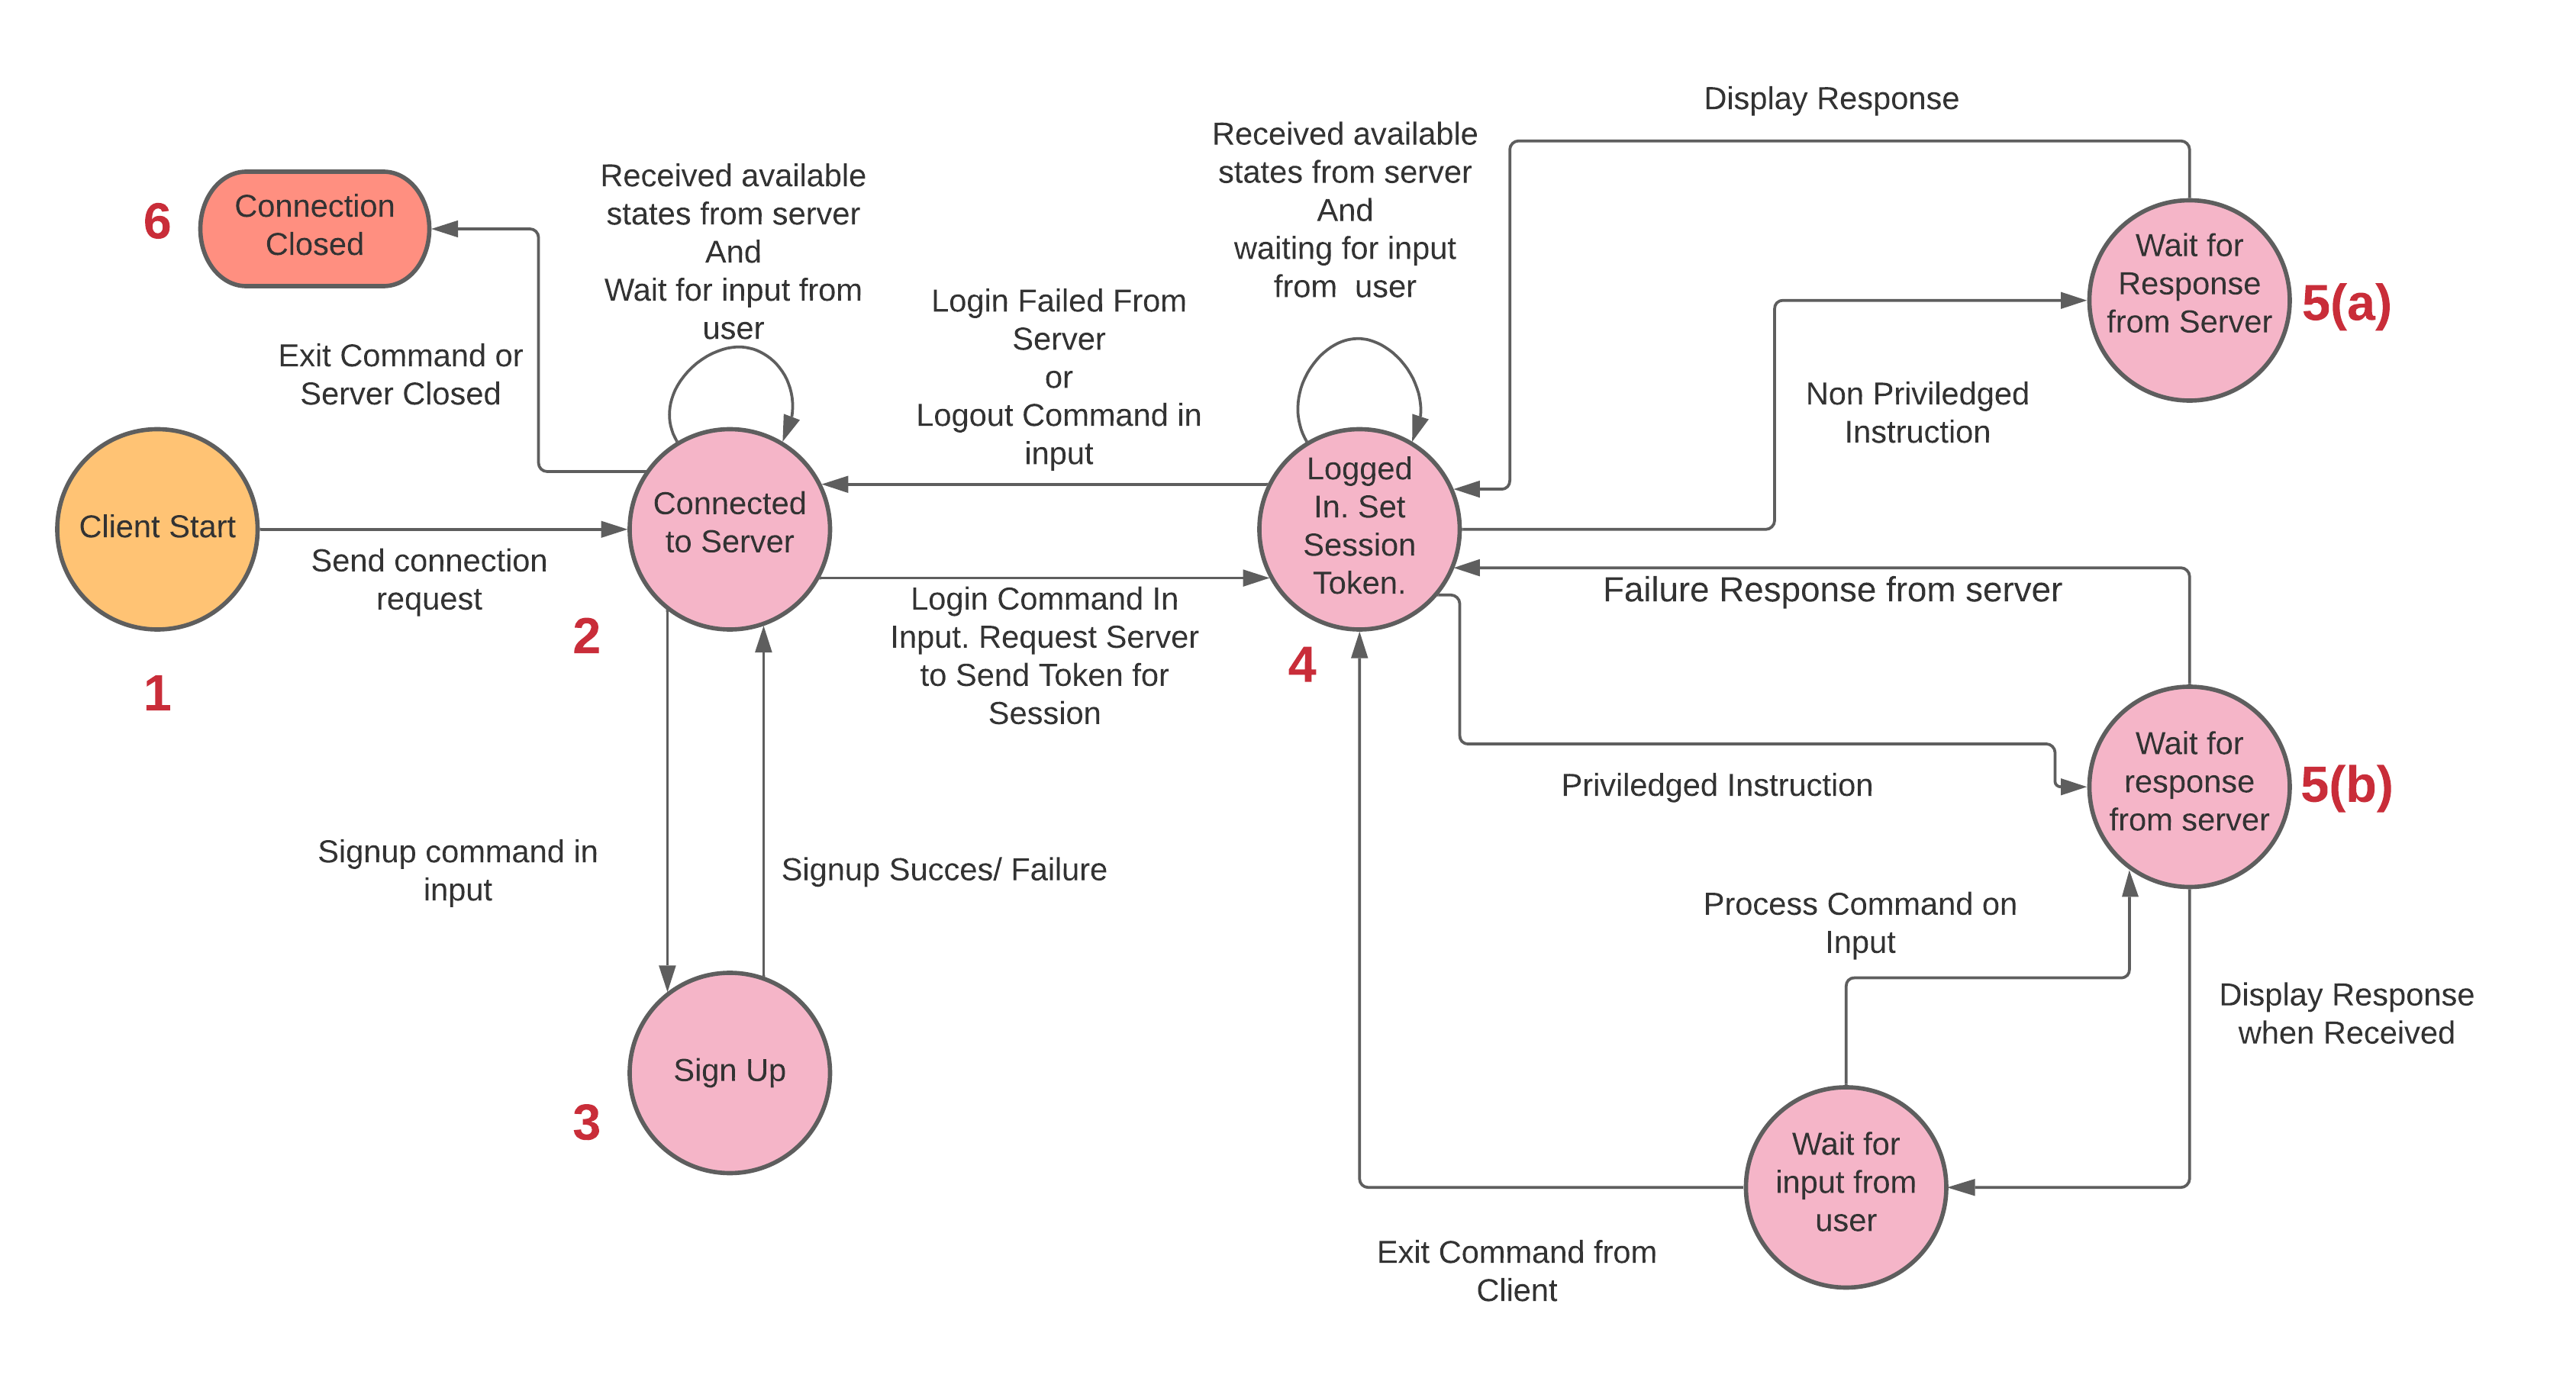 Display Response
Received available
states from server
And
waiting for input
from  user
Received available
states from server
And
Wait for input from
user
6
Connection
Closed
Wait for
Response
from Server
5(a)
Login Failed From
Server
or
Logout Command in
input
Exit Command or
Server Closed
Non Priviledged
Instruction
Client Start
1
Send connection
request
Connected
to Server
2
Logged
In. Set
Session
Token.
4
Login Command In
Input. Request Server
to Send Token for
Session
Failure Response from server
Priviledged Instruction
Wait for
response
from server
5(b)
Signup command in
input
Signup Succes/ Failure
Process Command on
Input
Display Response
when Received
Sign Up
3
Wait for
input from
user
Exit Command from
Client